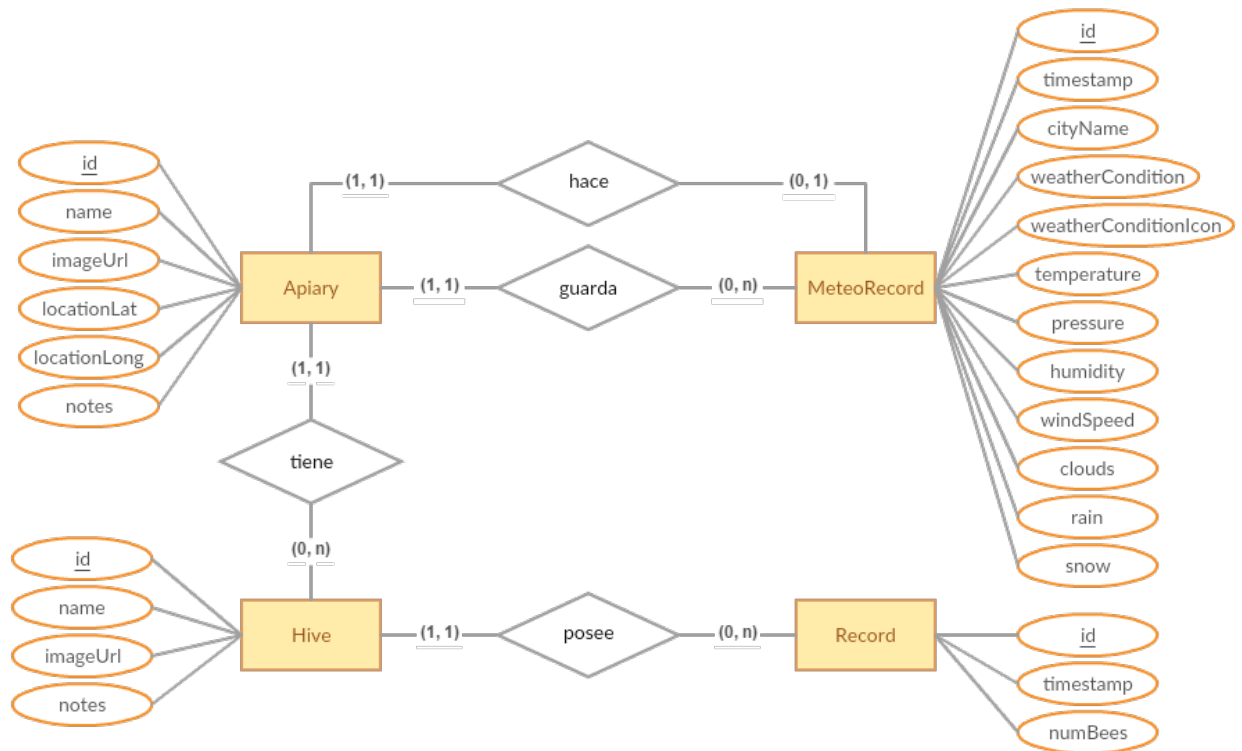 id
timestamp
cityName
weatherCondition
weatherConditionIcon
temperature
pressure
humidity
windSpeed
clouds
rain
snow
id
name
imageUrl
locationLat
locationLong
notes
(1, 1)
hace
(0, 1)
Apiary
(1, 1)
guarda
(0, n)
MeteoRecord
(1, 1)
tiene
(0, n)
id
name
imageUrl
notes
Hive
(1, 1)
posee
(0, n)
Record
id
timestamp
numBees